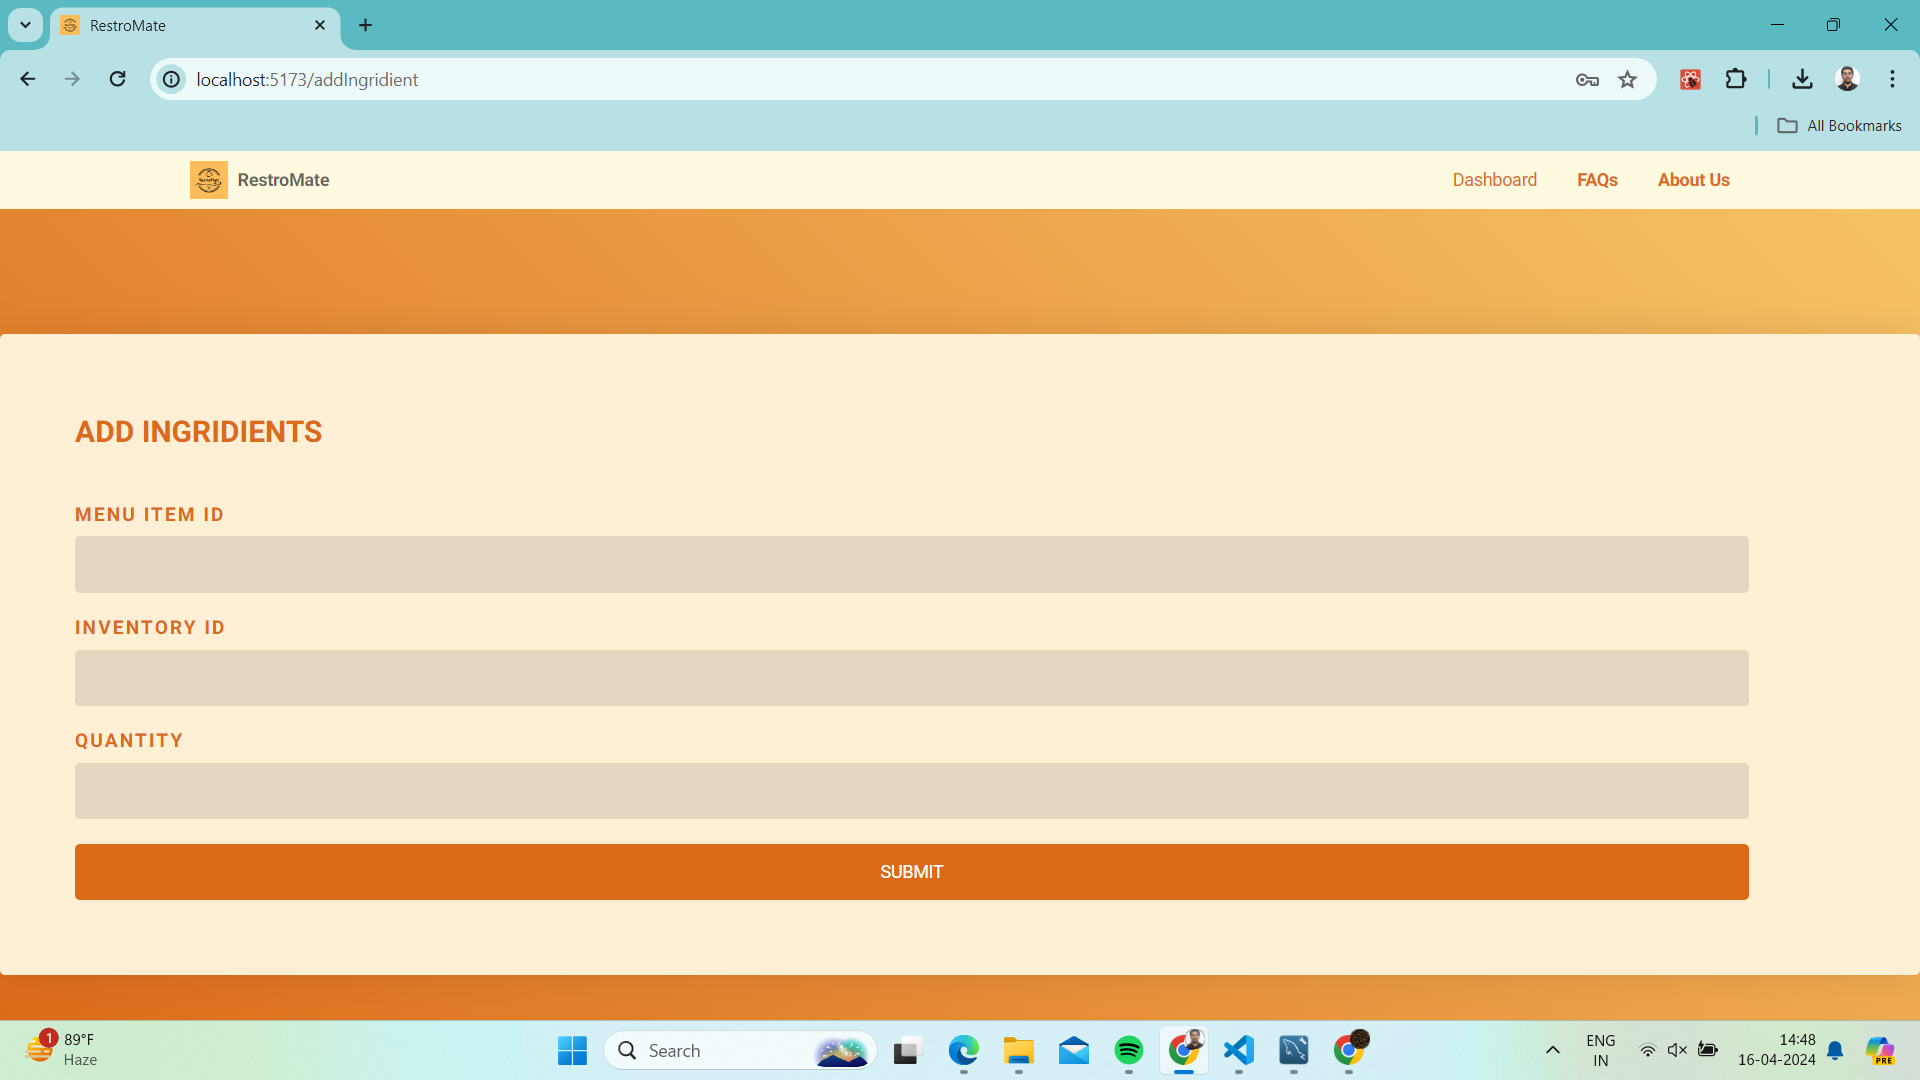 RestroMate
localhost:5173/addIngridient
All Bookmarks
RestroMate
Dashboard
FAQs
About Us
ADD INGRIDIENTS
MENU ITEM ID
INVENTORY ID
QUANTITY
SUBMIT
1
89°F
Haze
Search
PRE
ENG
IN
14:48
16-04-2024